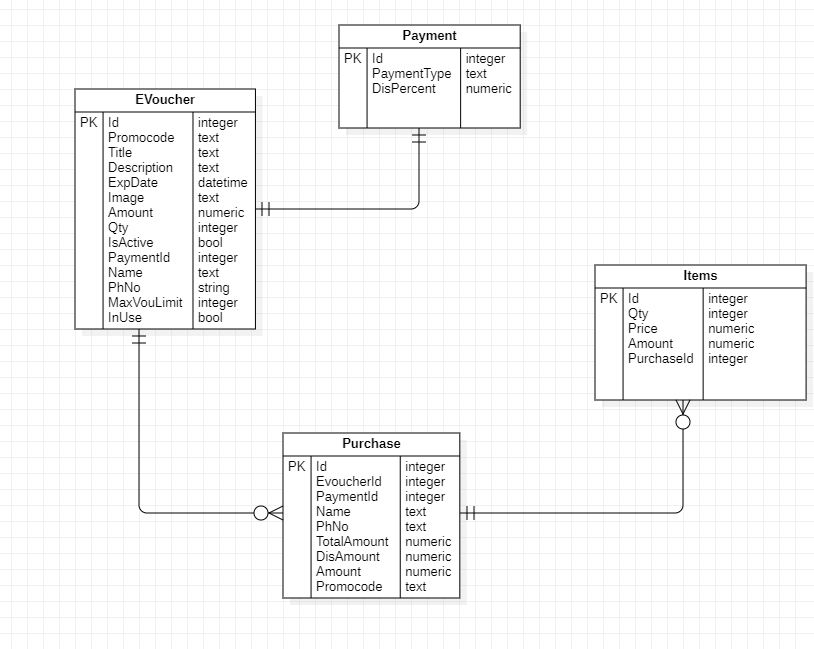 Payment
PK Id integer
PaymentType text
DisPercent numeric
EVoucher
PK Id integer
Promocode text
Title text
Description text
ExpDate datetime
Image text
Amount numeric
Qty integer
IsActive bool
PaymentId integer
Name text
PhNo string
MaxVouLimit integer
InUse bool
Items
PK Id integer
Qty integer
Price numeric
Amount numeric
PurchaseId integer
Purchase
PK Id integer
EvoucherId integer
PaymentId integer
Name text
PhNo text
TotalAmount numeric
DisAmount numeric
Amount numeric
Promocode text